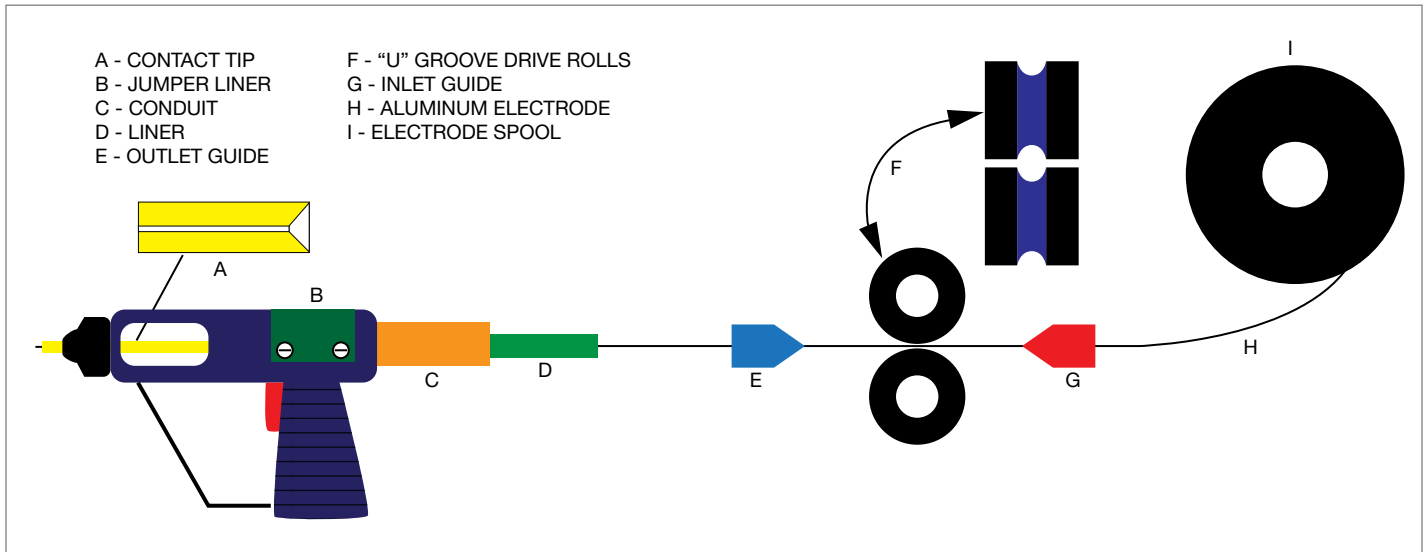 A - CONTACT TIP
B - JUMPER LINER
C - CONDUIT
D - LINER
E - OUTLET GUIDE
F - “U” GROOVE DRIVE ROLLS
G - INLET GUIDE
H - ALUMINUM ELECTRODE
I - ELECTRODE SPOOL
I
F
A
B
H
C
D
E
G